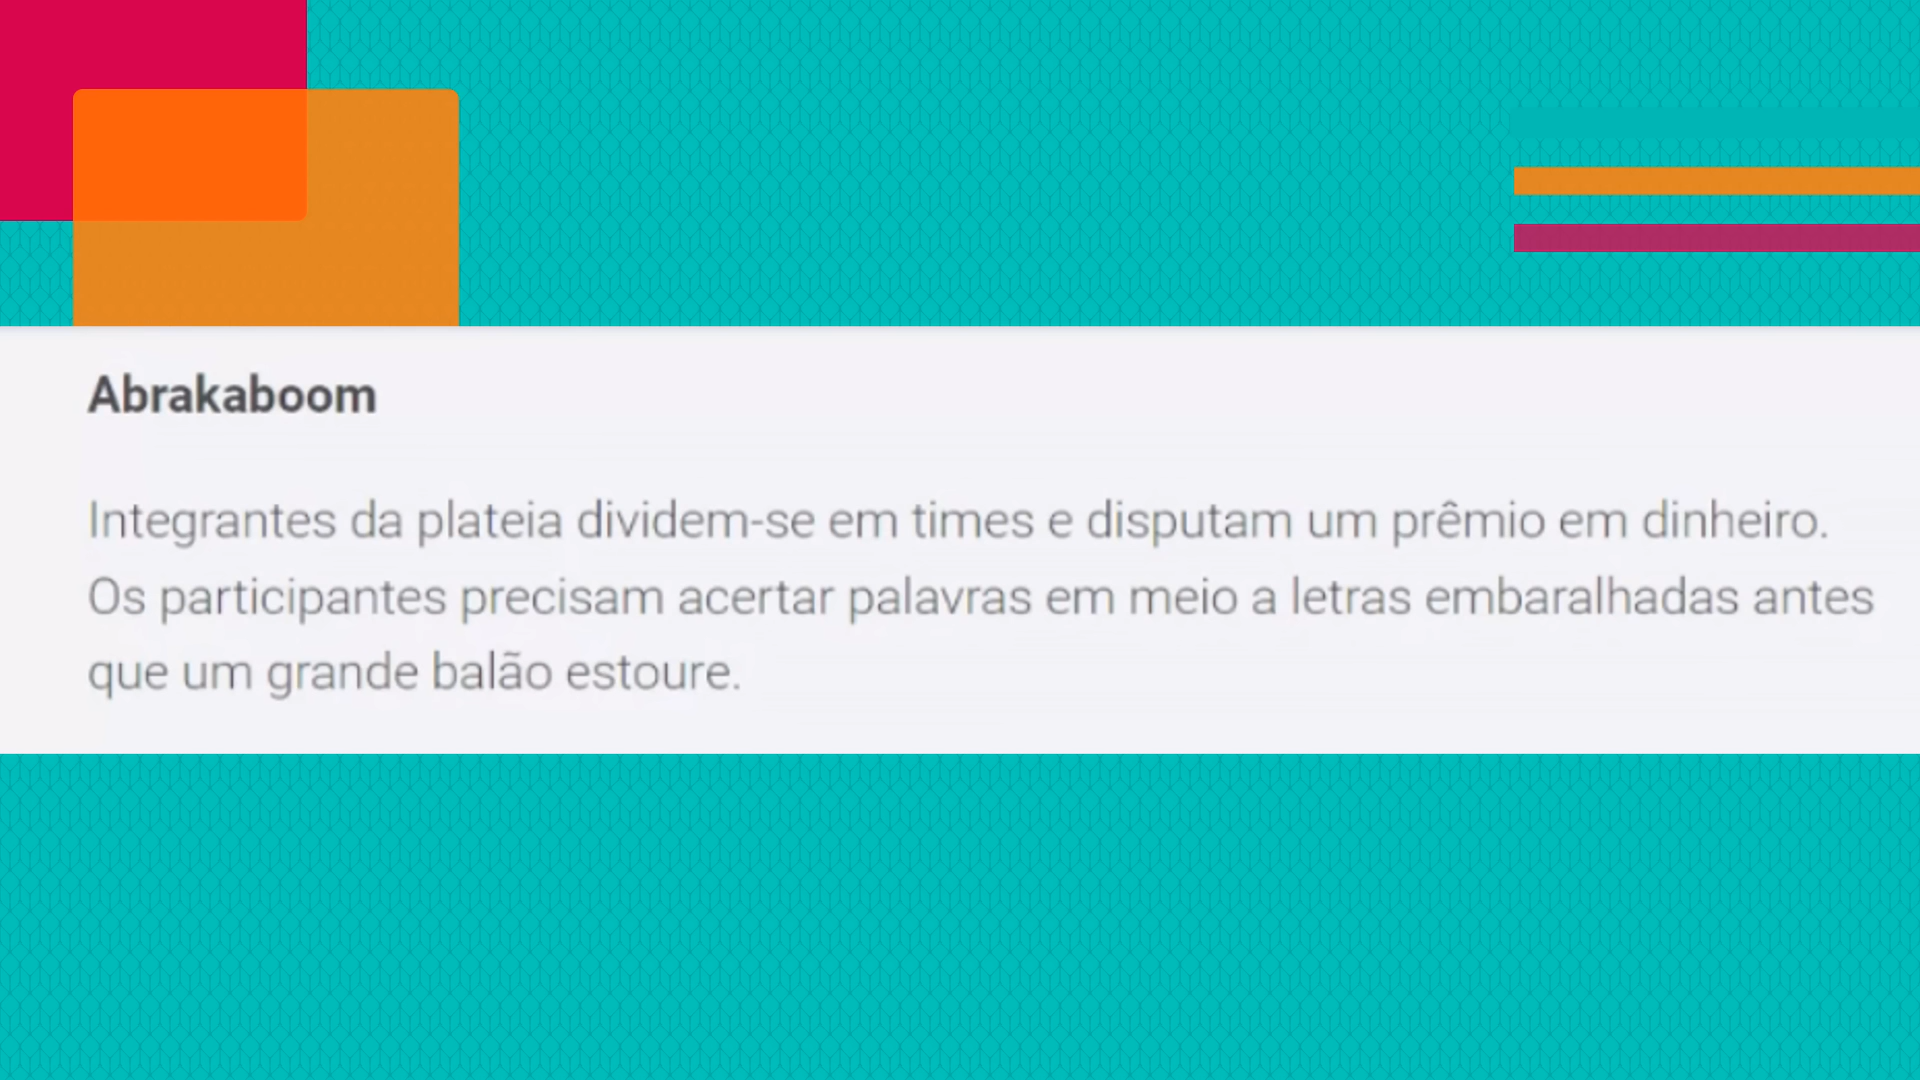 Abrakaboom
Integrantes da plateia dividem-se em times e disputam um prêmio em dinheiro.
Os participantes precisam acertar palavras em meio a letras embaralhadas antes
que um grande balão estoure.